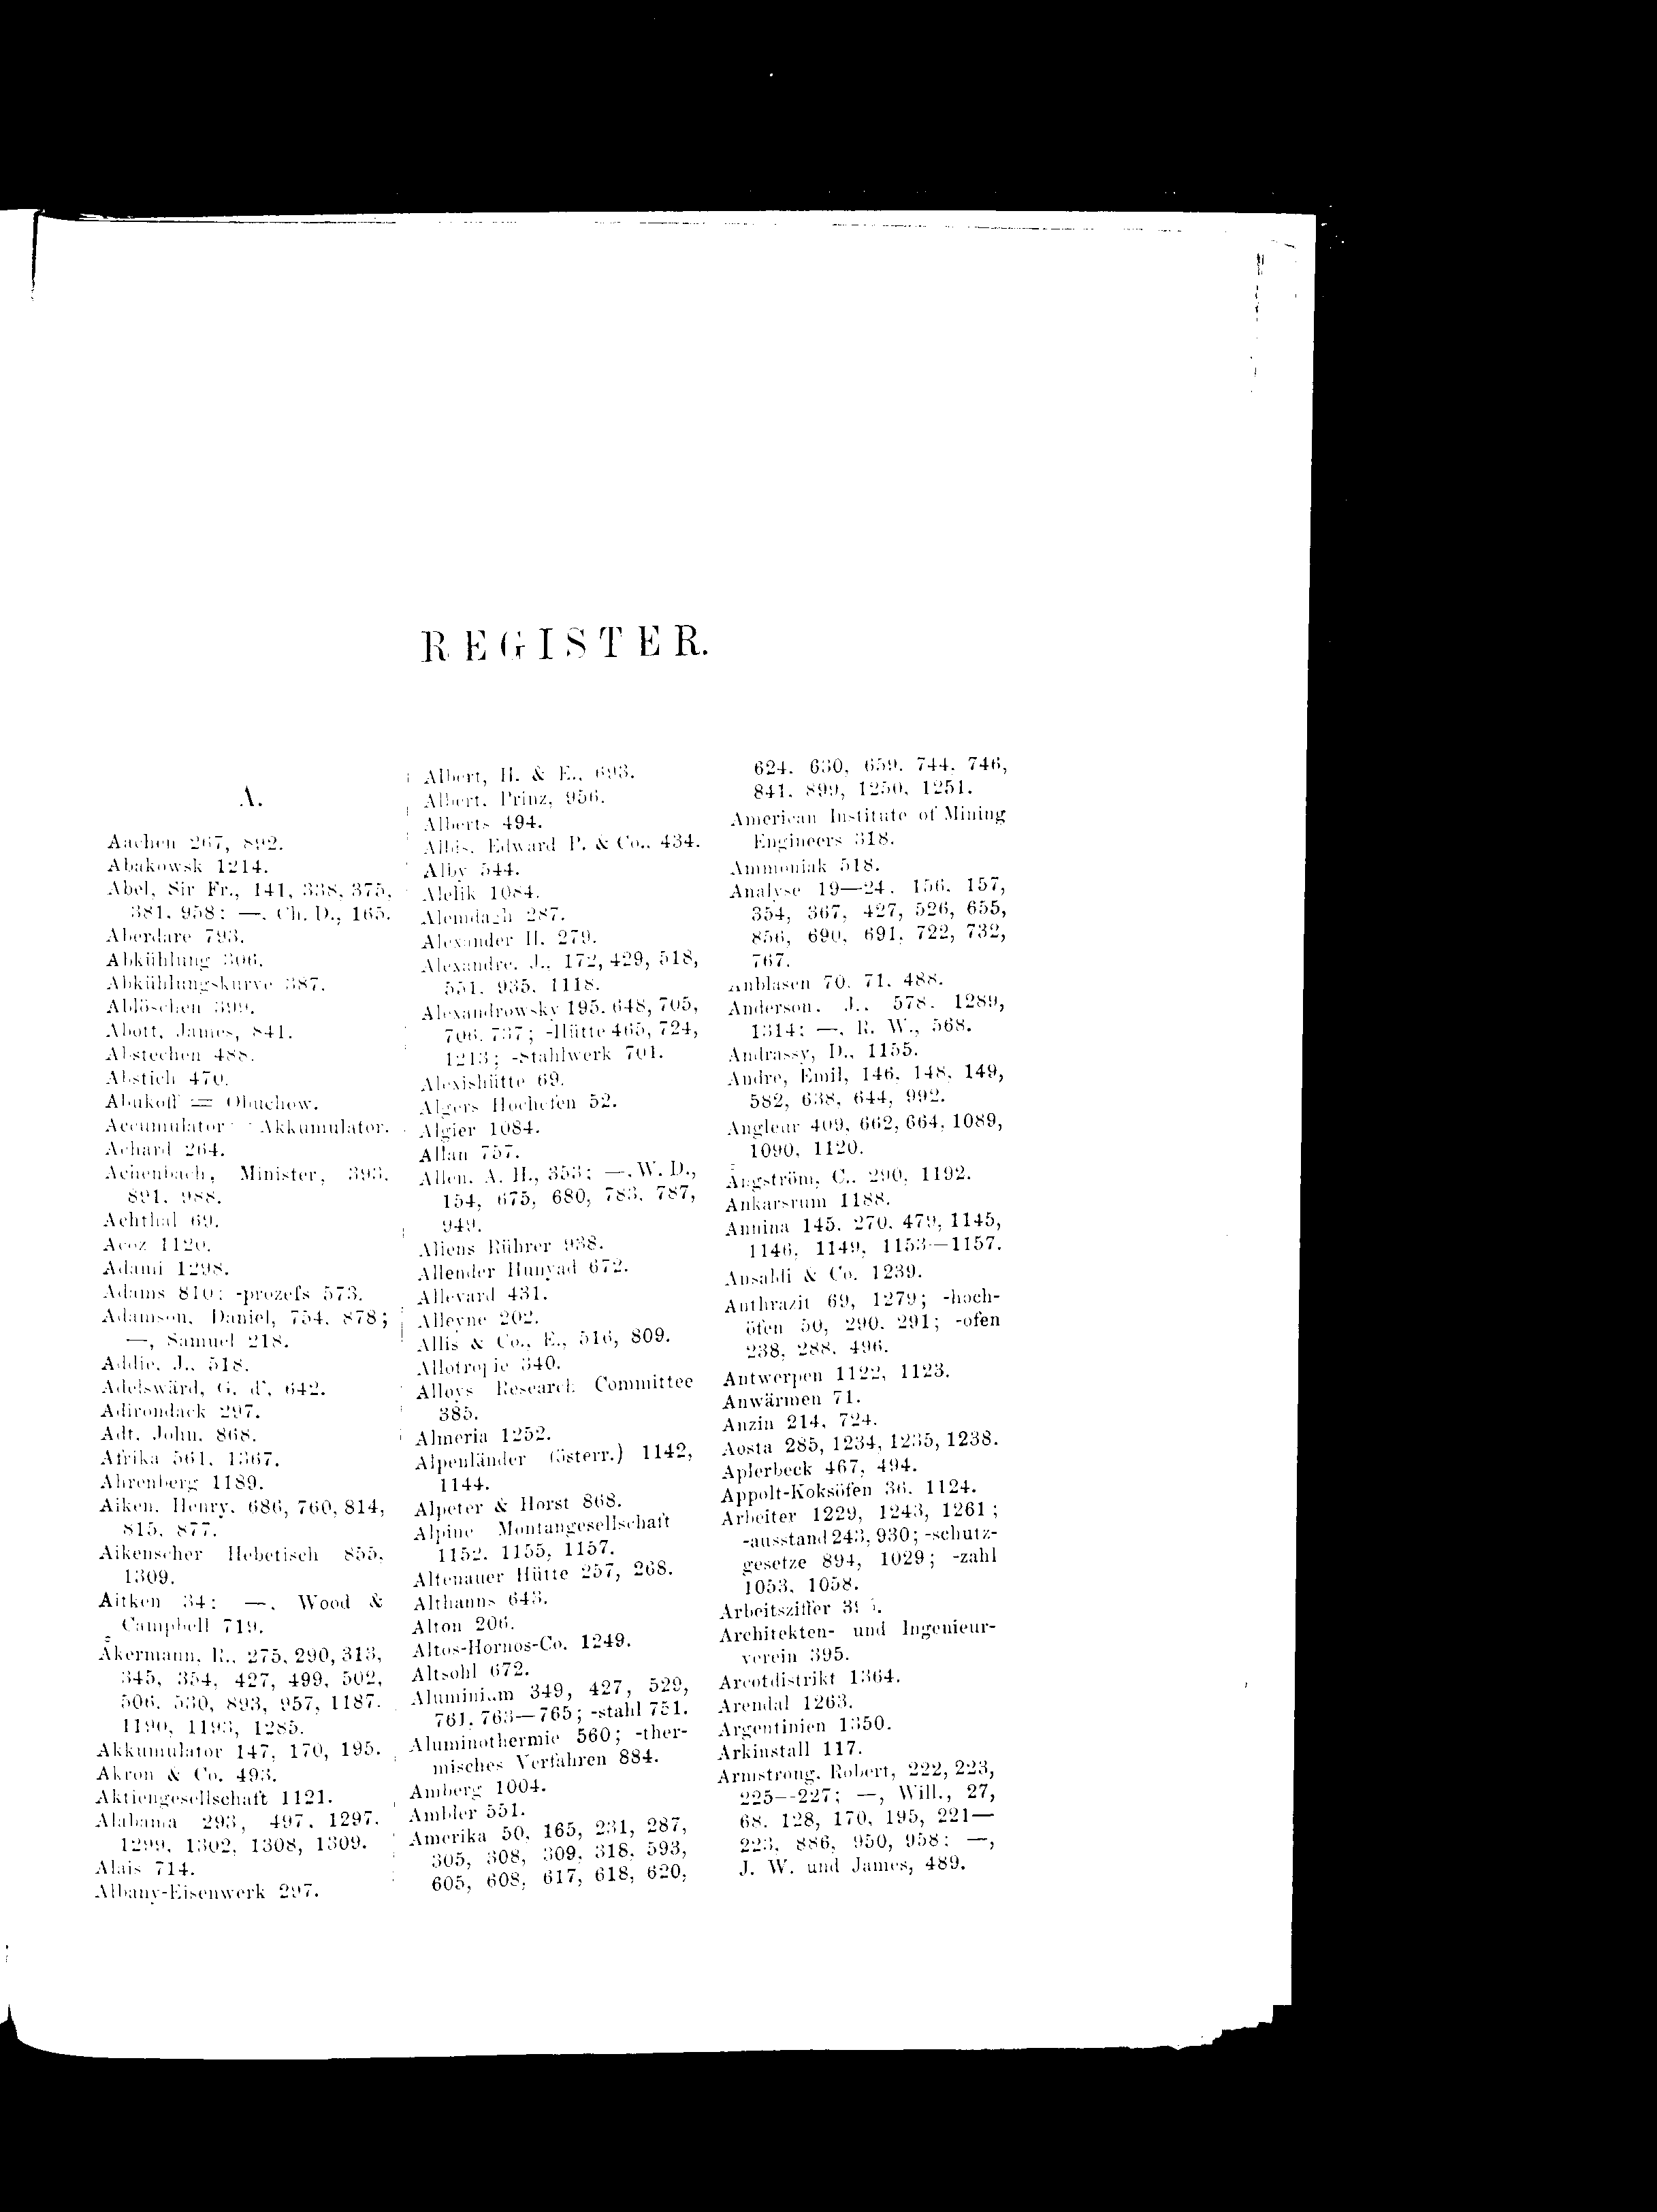 REGISTER.
A.
Aachen 267, 892.
Abakowsk 1214.
Abel, Sir Fr., 141, 338, 375,
381, 958; —, Ch. D., 165.
Aberdare 793.
Abkühlung 306.
Abkühlungskurve 387.
Ablöschen 399.
Abott, James, 841.
Abstechen 488.
Abstich 470.
Abukoff = Obuchow.
Accumulator Akkumulator.
Achard 264.
Achenbach, Minister, 393.
891, 988.
Achthal 69.
Acoz 1120.
Adami 1298.
Adams 810; -prozefs 573.
Adamson, Daniel, 754, 878;
—, Samuel 218.
Addie, J., 518.
Adelswärd, G. d', 642.
Adirondack 297.
Adt, John, 868.
Afrika 561, 1367.
Ahrenberg 1189.
Aiken, Henry, 686, 760, 814,
815, 877.
Aikenscher Hebetisch 855,
1309.
Aitken 34; —, Wood &
Campbell 719.
Åkermann, R., 275, 290, 313,
345, 354, 427, 499, 502,
506, 530, 893, 957, 1187.
1190, 1193, 1285.
Akkumulator 147, 170, 195.
Akron & Co. 493.
Aktiengesellschaft 1121.
Alabama 293, 497, 1297.
1299, 1302, 1308, 1309.
Alais 714.
Albany-Eisenwerk 297.
Albert, H. & E., 693.
Albert, Prinz, 956.
Alberts 494.
Albis, Edward P. & Co., 434.
Alby 544.
Alelik 1084.
Alemdagh 287.
Alexander II. 279.
Alexandre, J., 172, 429, 518,
551, 935, 1118.
Alexandrowsky 195, 648, 705,
706, 737; -Hütte 465, 724,
1213; -Stahlwerk 701.
Alexishütte 69.
Algers Hochofen 52.
Algier 1084.
Allan 757.
Allen, A. H., 353; —, W. D.,
154, 675, 680, 783, 787,
949.
Allens Rührer 938.
Allender Hunyad 672.
Allevard 431.
Alleyne 202.
Allis & Co., E., 516, 809.
Allotropie 340.
Alloys Research Committee
385.
Almeria 1252.
Alpenländer (österr.) 1142,
1144.
Alpeter & Horst 868.
Alpine Montangesellschaft
1152, 1155, 1157.
Altenauer Hütte 257, 268.
Althanns 643.
Alton 206.
Altos-Hornos-Co. 1249.
Altsohl 672.
Aluminium 349, 427, 529,
761, 763—765; -stahl 751.
Aluminothermie 560; -ther-
misches Verfahren 884.
Amberg 1004.
Ambler 551.
Amerika 50, 165, 231, 287,
305, 308, 309, 318, 593,
605, 608, 617, 618, 620,
624, 630, 659, 744, 746,
841, 899, 1250, 1251.
American Institute of Mining
Engineers 318.
Ammoniak 518.
Analyse 19—24, 156, 157,
354, 367, 427, 526, 655,
856, 690, 691, 722, 732,
767.
Anblasen 70, 71, 488.
Anderson, J., 578, 1289,
1314; —, R. W., 568.
Andrassy, D., 1155.
Andre, Emil, 146, 148, 149,
582, 638, 644, 992.
Angleur 409, 662, 664, 1089,
1090, 1120.
Ångström, C., 290, 1192.
Ankarsrum 1188.
Annina 145, 270, 479, 1145,
1146, 1149, 1153—1157.
Ansaldi & Co. 1239.
Anthrazit 69, 1279; -hoch-
öfen 50, 290, 291; -ofen
238, 288, 496.
Antwerpen 1122, 1123.
Anwärmen 71.
Anzin 214, 724.
Aosta 285, 1234, 1235, 1238.
Aplerbeck 467, 494.
Appolt-Koksöfen 36, 1124.
Arbeiter 1229, 1243, 1261;
-ausstand 243, 930; -schutz-
gesetze 894, 1029; -zahl
1053, 1058.
Arbeitsziffer
Architekten- und Ingenieur-
verein 395.
Arcotdistrikt 1364.
Arendal 1263.
Argentinien 1350.
Arkinstall 117.
Armstrong, Robert, 222, 223,
225--227; —, Will., 27,
68, 128, 170, 195, 221—
223, 886, 950, 958; —,
J. W. und James, 489.